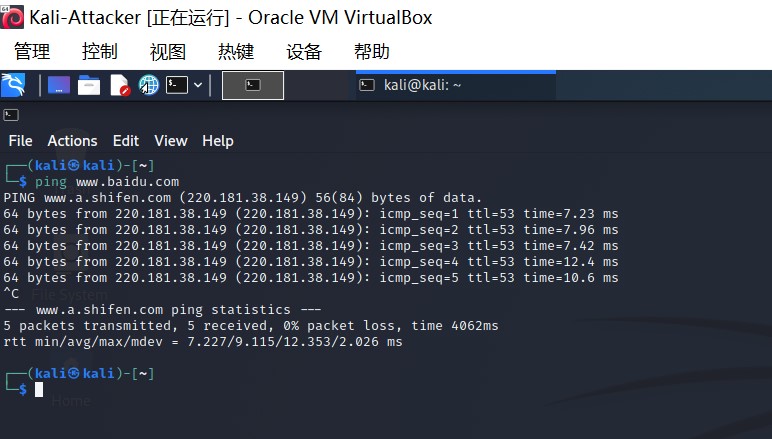 64
Kali-Attacker [正在运行] - Oracle VM VirtualBox
管理 控制 视图 热键 设备 帮助
kali@kali: ~
File Actions Edit View Help
┌──(kali㉿kali)-[~]
└─$ ping www.baidu.com
PING www.a.shifen.com (220.181.38.149) 56(84) bytes of data.
64 bytes from 220.181.38.149 (220.181.38.149): icmp_seq=1 ttl=53 time=7.23 ms
64 bytes from 220.181.38.149 (220.181.38.149): icmp_seq=2 ttl=53 time=7.96 ms
64 bytes from 220.181.38.149 (220.181.38.149): icmp_seq=3 ttl=53 time=7.42 ms
64 bytes from 220.181.38.149 (220.181.38.149): icmp_seq=4 ttl=53 time=12.4 ms
64 bytes from 220.181.38.149 (220.181.38.149): icmp_seq=5 ttl=53 time=10.6 ms
^C
File System
--- www.a.shifen.com ping statistics ---
5 packets transmitted, 5 received, 0% packet loss, time 4062ms
rtt min/avg/max/mdev = 7.227/9.115/12.353/2.026 ms
┌──(kali㉿kali)-[~]
└─$
Home